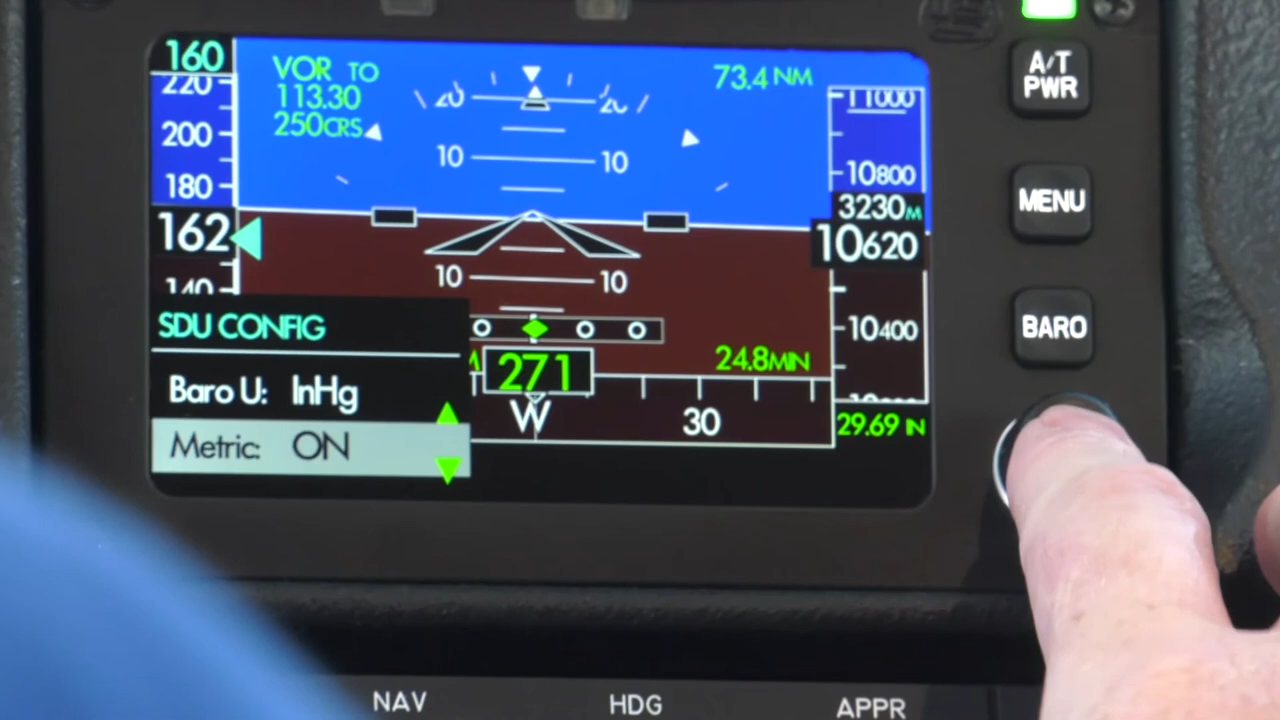 160
VOR TO
113.30
250CRS
73.4 NM
A/T
PWR
220
200
180
162
140
20 20
10 10
10 10
11000
10800
3230M
10620
10400
MENU
BARO
SDU CONFIG
Baro U: InHg
Metric: ON
271
24.8MIN
W 30
29.69 IN
NAV HDG APPR